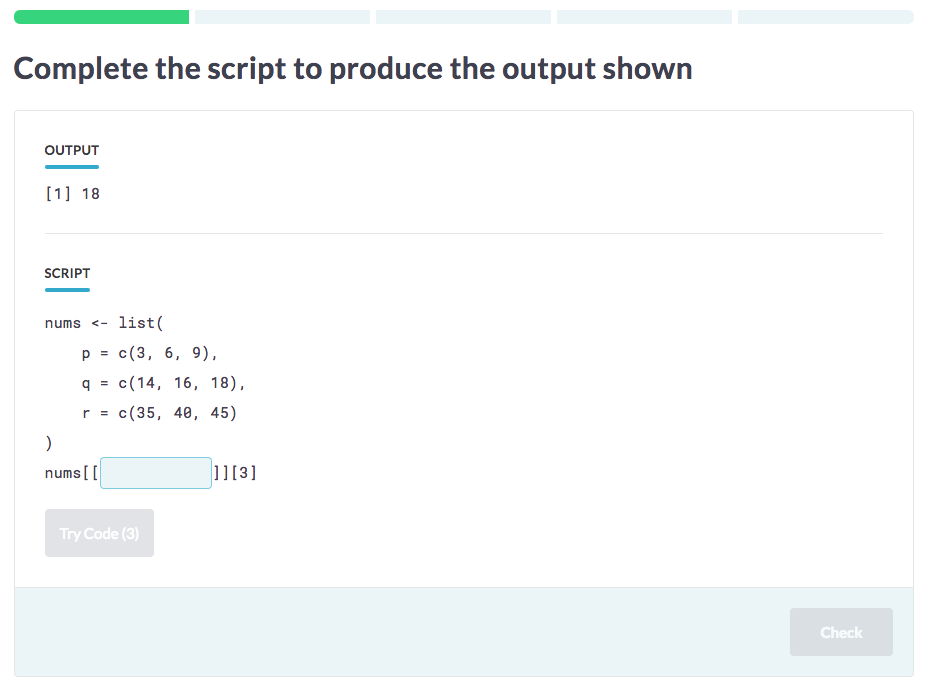 Complete the script to produce the output shown
OUTPUT
[1] 18
SCRIPT
nums <- list(
    p = c(3, 6, 9),
    q = c(14, 16, 18),
    r = c(35, 40, 45)
)
nums[[ ]][3]
Try Code (3)
Check